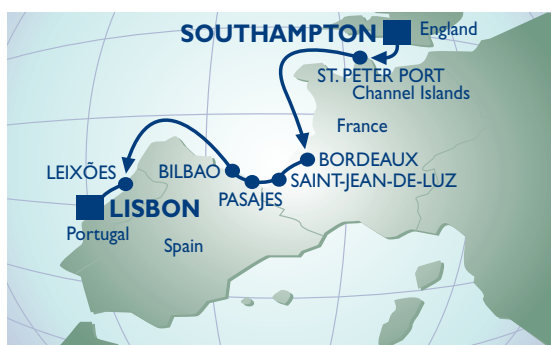 SOUTHAMPTON
England
ST. PETER PORT
Channel Islands
France
BORDEAUX
SAINT-JEAN-DE-LUZ
PASAJES
BILBAO
LEIXÕES
LISBON
Portugal
Spain